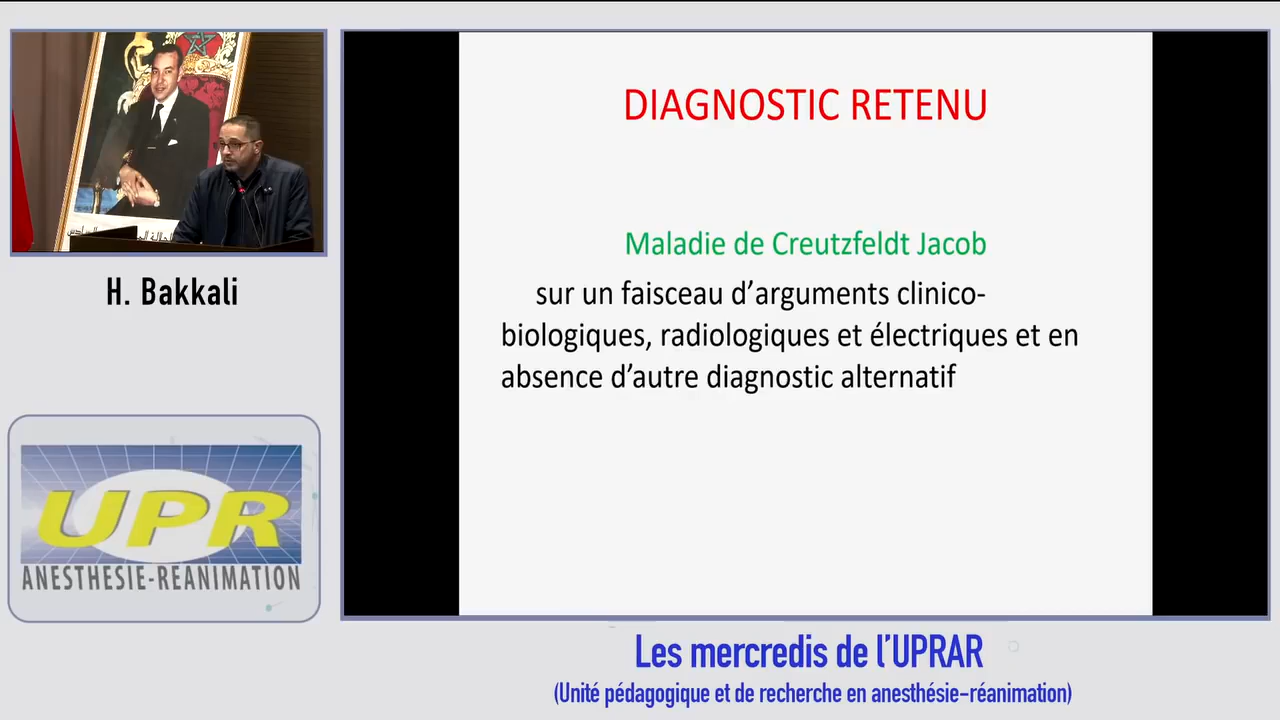 H. Bakkali
UPR
ANESTHESIE-REANIMATION
DIAGNOSTIC RETENU
Maladie de Creutzfeldt Jacob
sur un faisceau d’arguments clinico-
biologiques, radiologiques et électriques et en
absence d’autre diagnostic alternatif
Les mercredis de l’UPRAR
(Unité pédagogique et de recherche en anesthésie-réanimation)